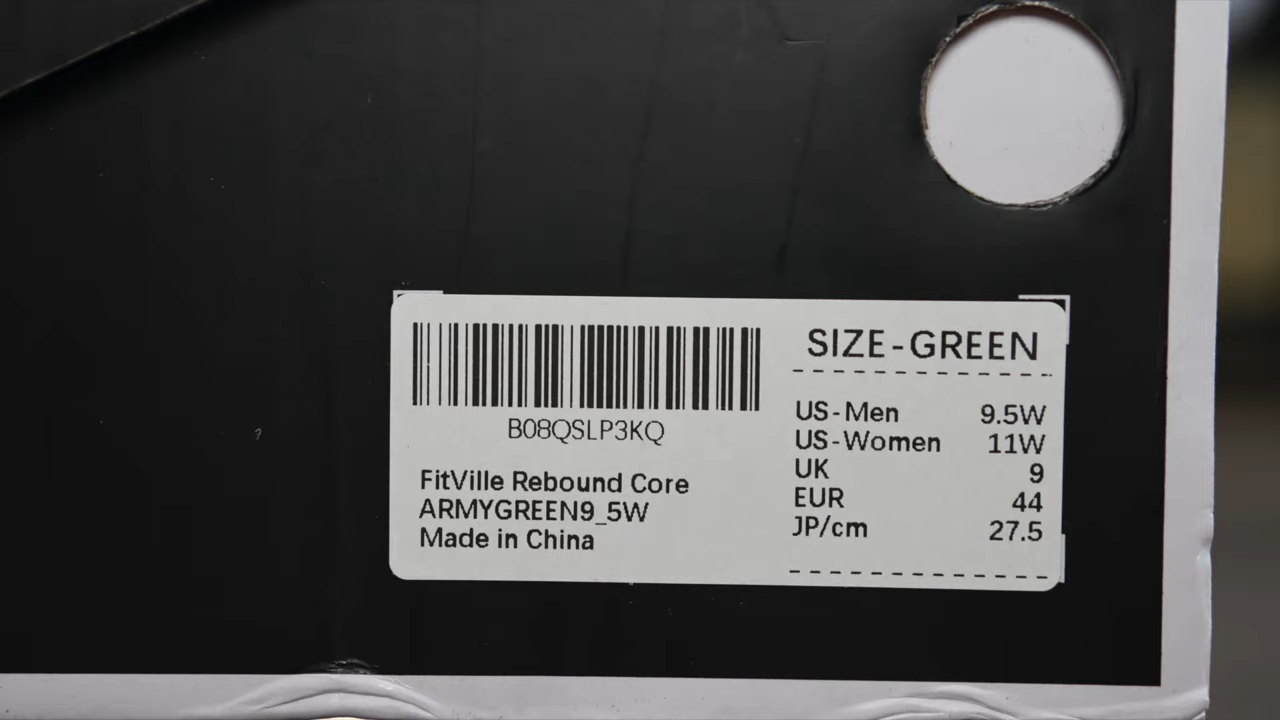 B08QSLP3KQ
FitVille Rebound Core
ARMYGREEN9_5W
Made in China
SIZE-GREEN
US-Men 9.5W
US-Women 11W
UK 9
EUR 44
JP/cm 27.5